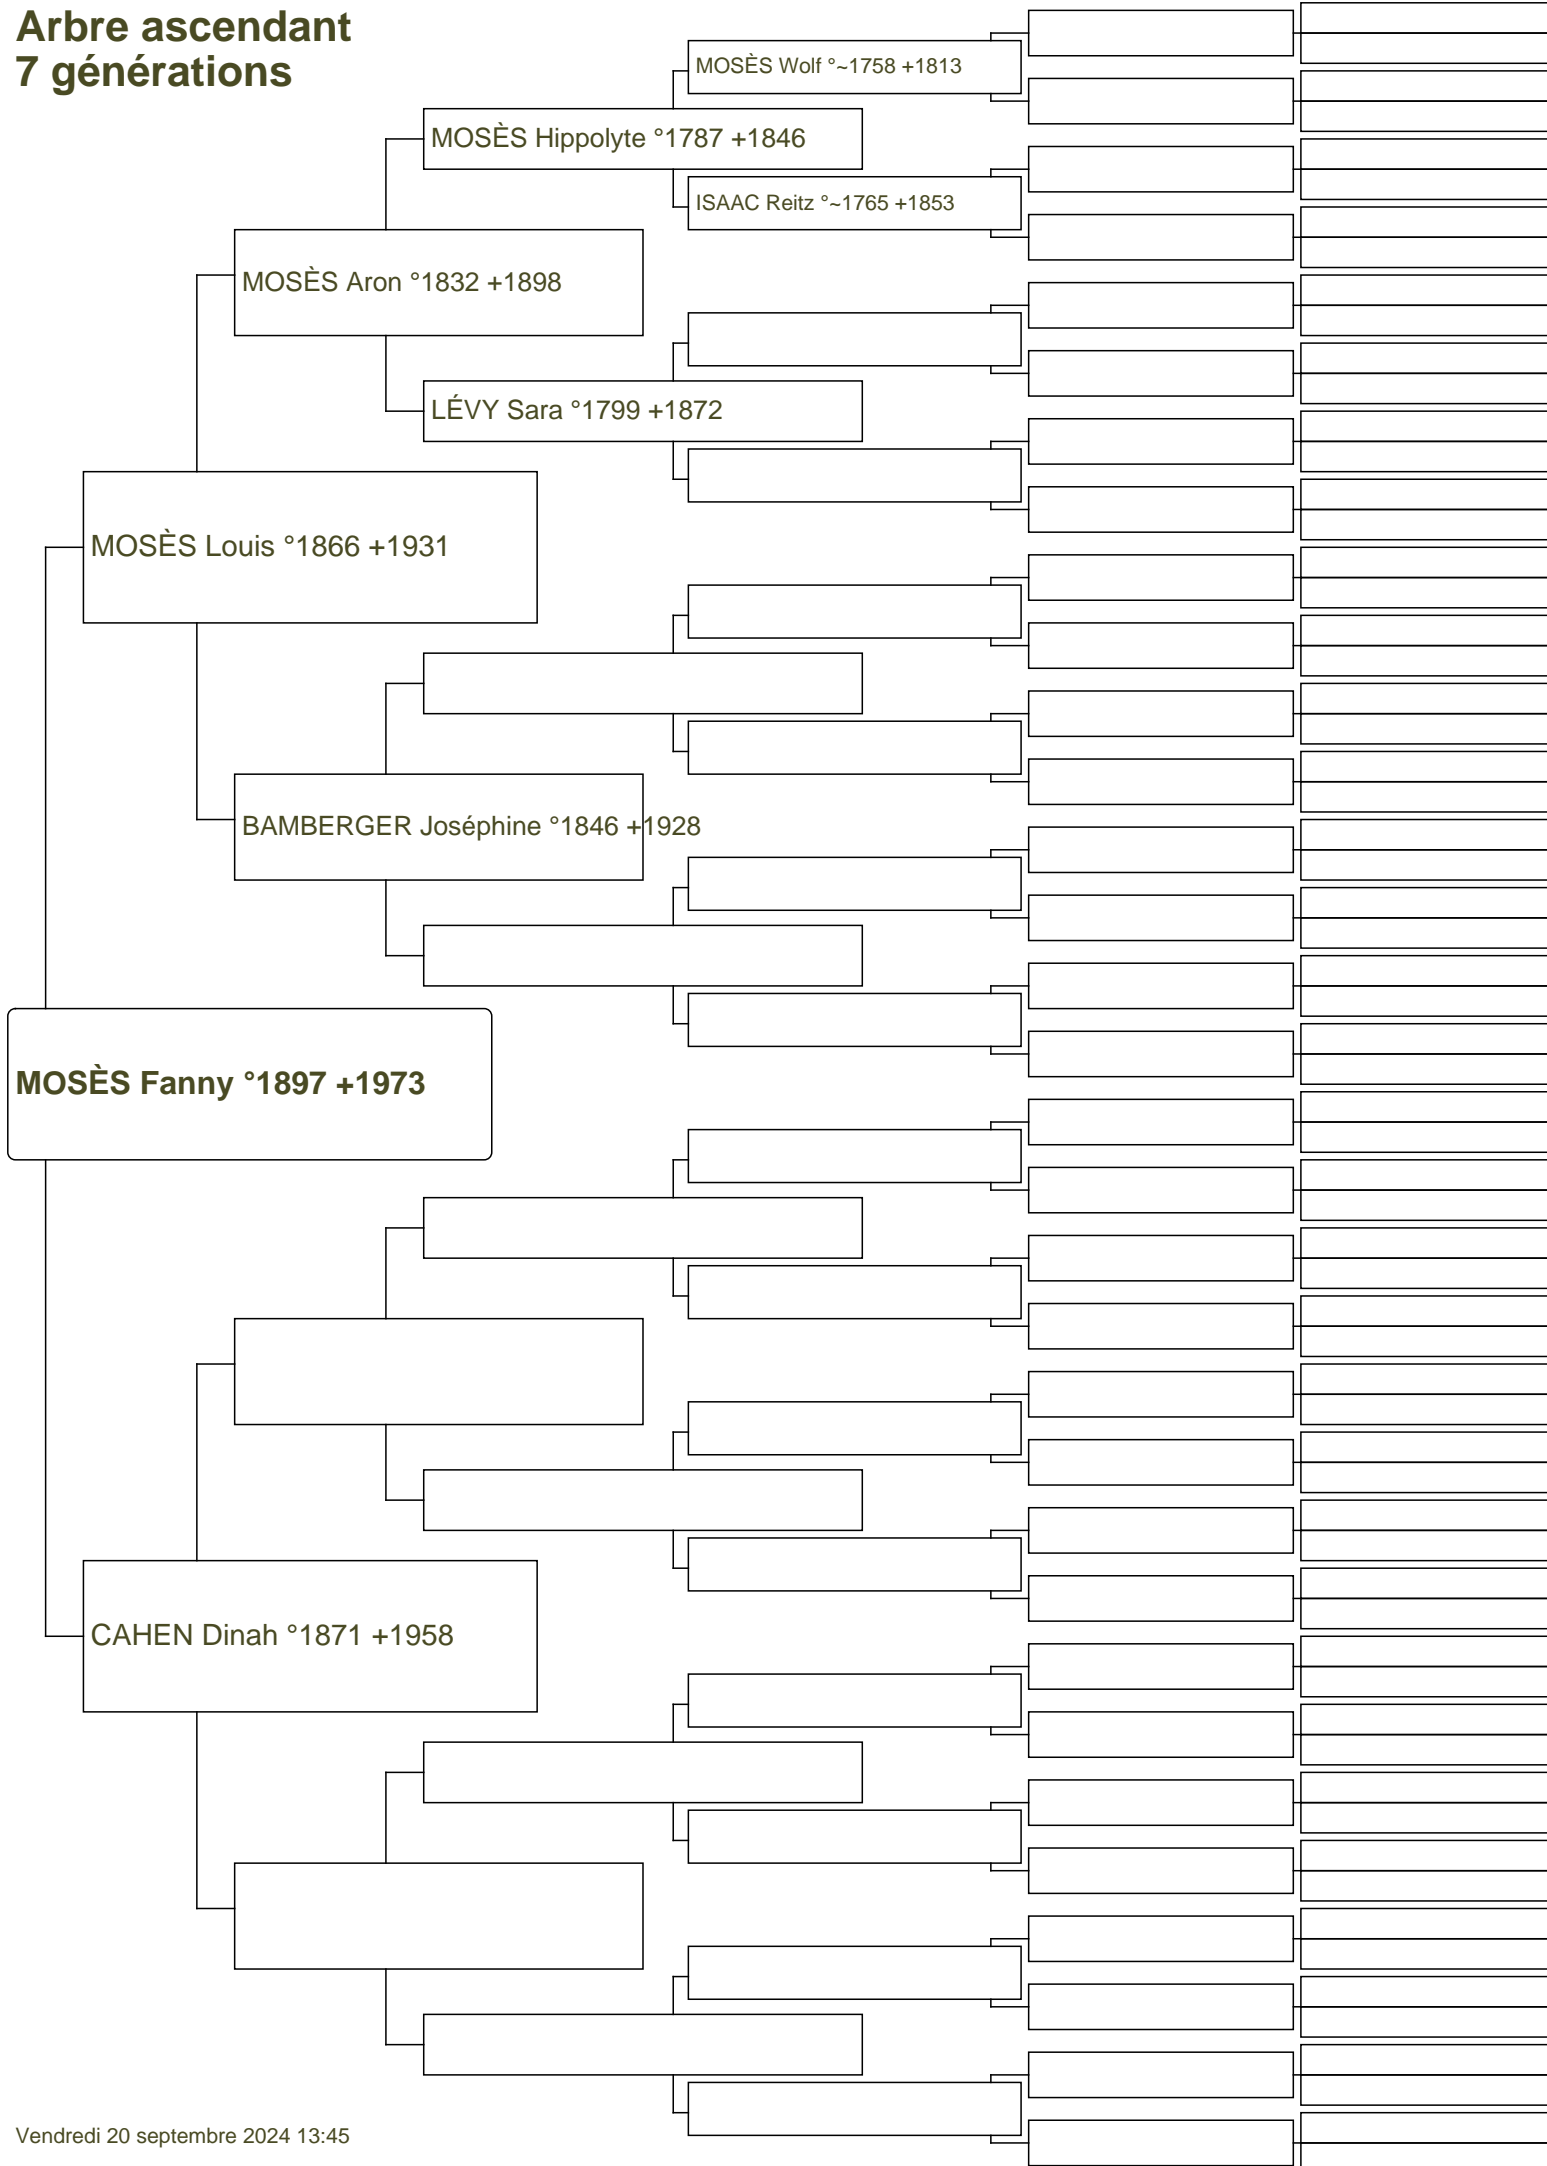 Arbre ascendant
7 générations
MOSÈS Wolf °~1758 +1813
MOSÈS Hippolyte °1787 +1846
ISAAC Reitz °~1765 +1853
MOSÈS Aron °1832 +1898
LÉVY Sara °1799 +1872
MOSÈS Louis °1866 +1931
BAMBERGER Joséphine °1846 +1928
MOSÈS Fanny °1897 +1973
CAHEN Dinah °1871 +1958
Vendredi 20 septembre 2024 13:45